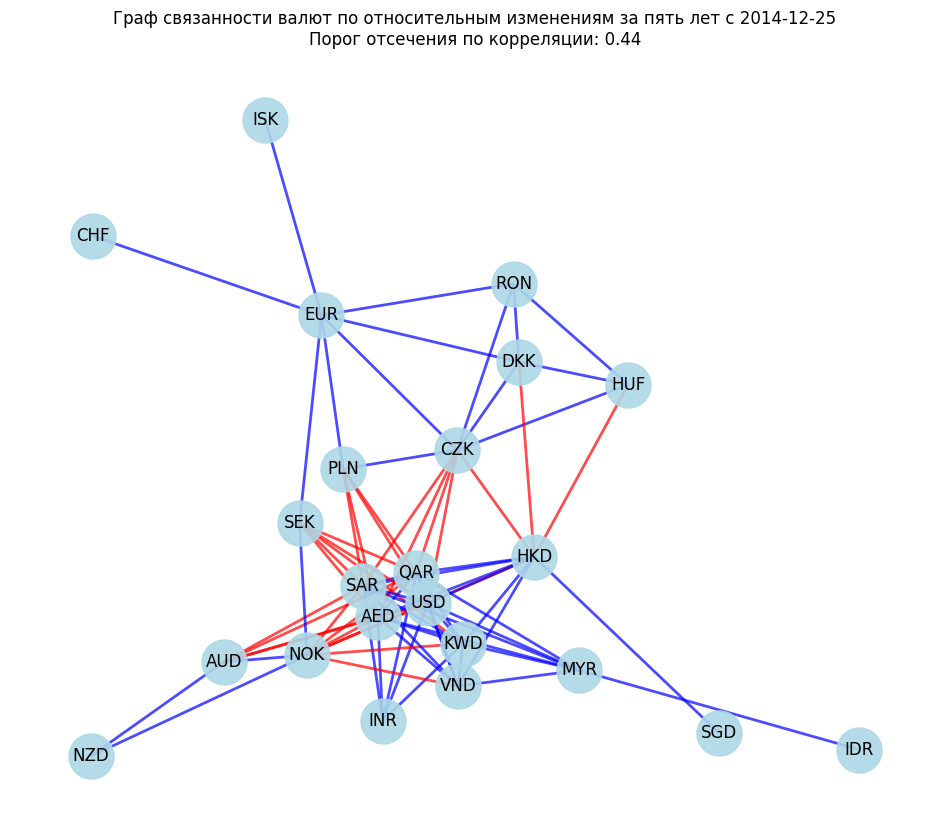 Граф связанности валют по относительным изменениям за пять лет с 2014-12-25
Порог отсечения по корреляции: 0.44
ISK
CHF
RON
EUR
DKK
HUF
CZK
PLN
SEK
HKD
QAR
SAR
USD
AED
KWD
NOK
AUD
MYR
VND
INR
SGD
IDR
NZD